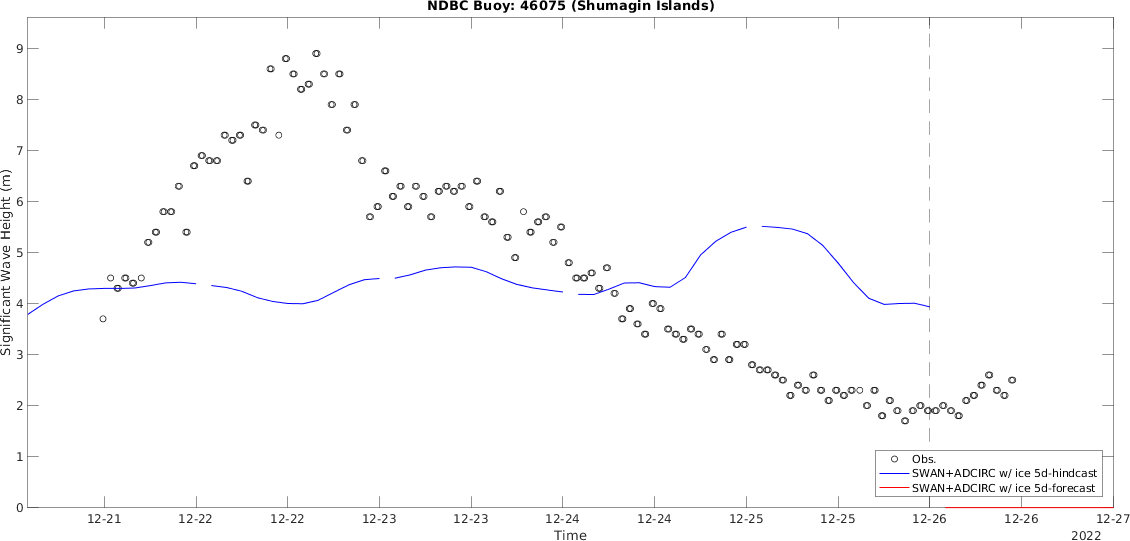 NDBC Buoy: 46075 (Shumagin Islands)
Significant Wave Height (m)
9
8
7
6
5
4
3
2
1
0
Obs.
SWAN+ADCIRC w/ ice 5d-hindcast
SWAN+ADCIRC w/ ice 5d-forecast
12-21 12-22 12-22 12-23 12-23 12-24 12-24 12-25 12-25 12-26 12-26 12-27
Time
2022